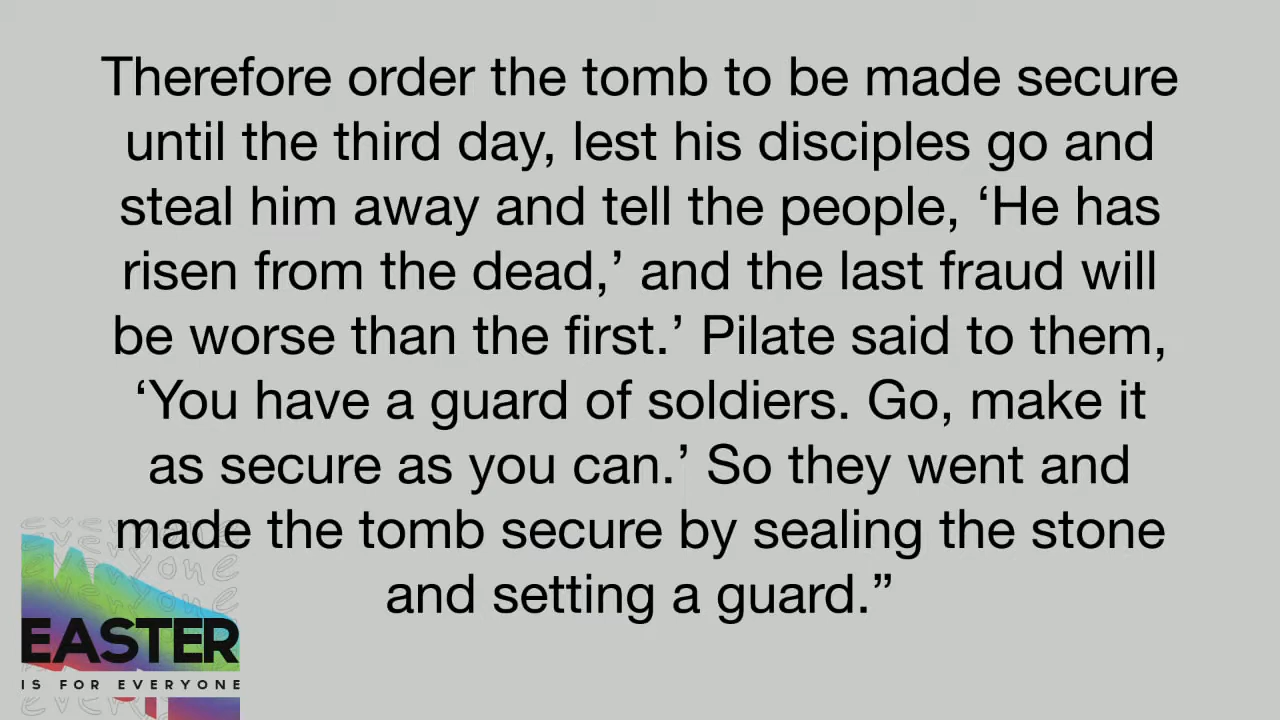 Therefore order the tomb to be made secure
until the third day, lest his disciples go and
steal him away and tell the people, ‘He has
risen from the dead,’ and the last fraud will
be worse than the first.’ Pilate said to them,
‘You have a guard of soldiers. Go, make it
as secure as you can.’ So they went and
made the tomb secure by sealing the stone
and setting a guard.”
everyone
everyone
everyone
EASTER
IS FOR EVERYONE